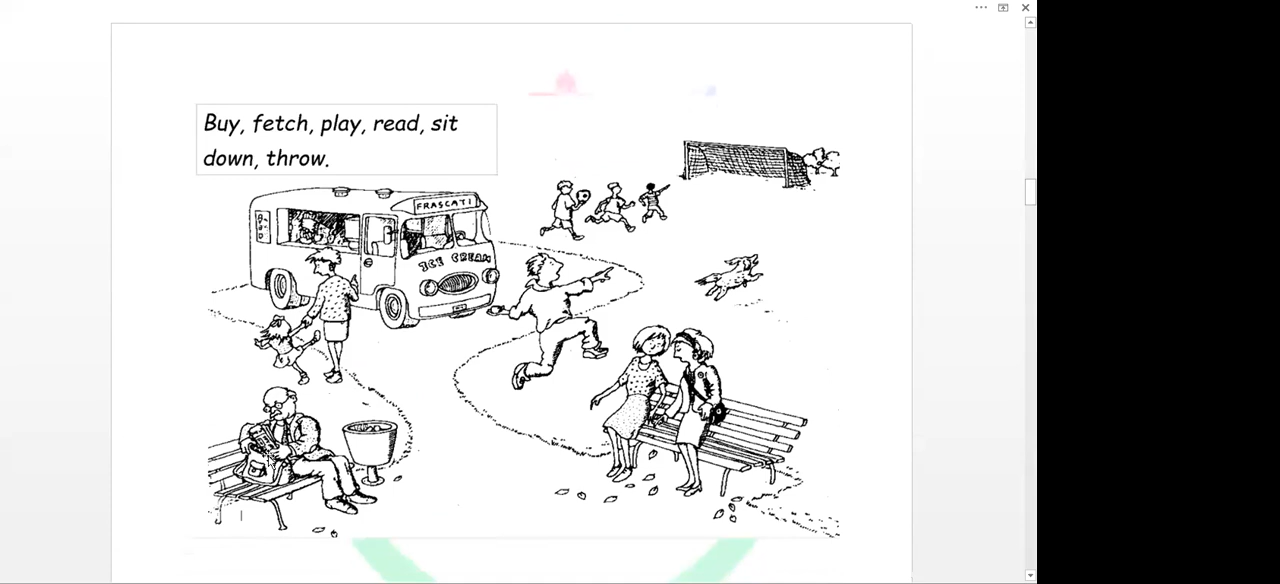 Buy, fetch, play, read, sit
down, throw.
FRASCATI
ICE CREAM